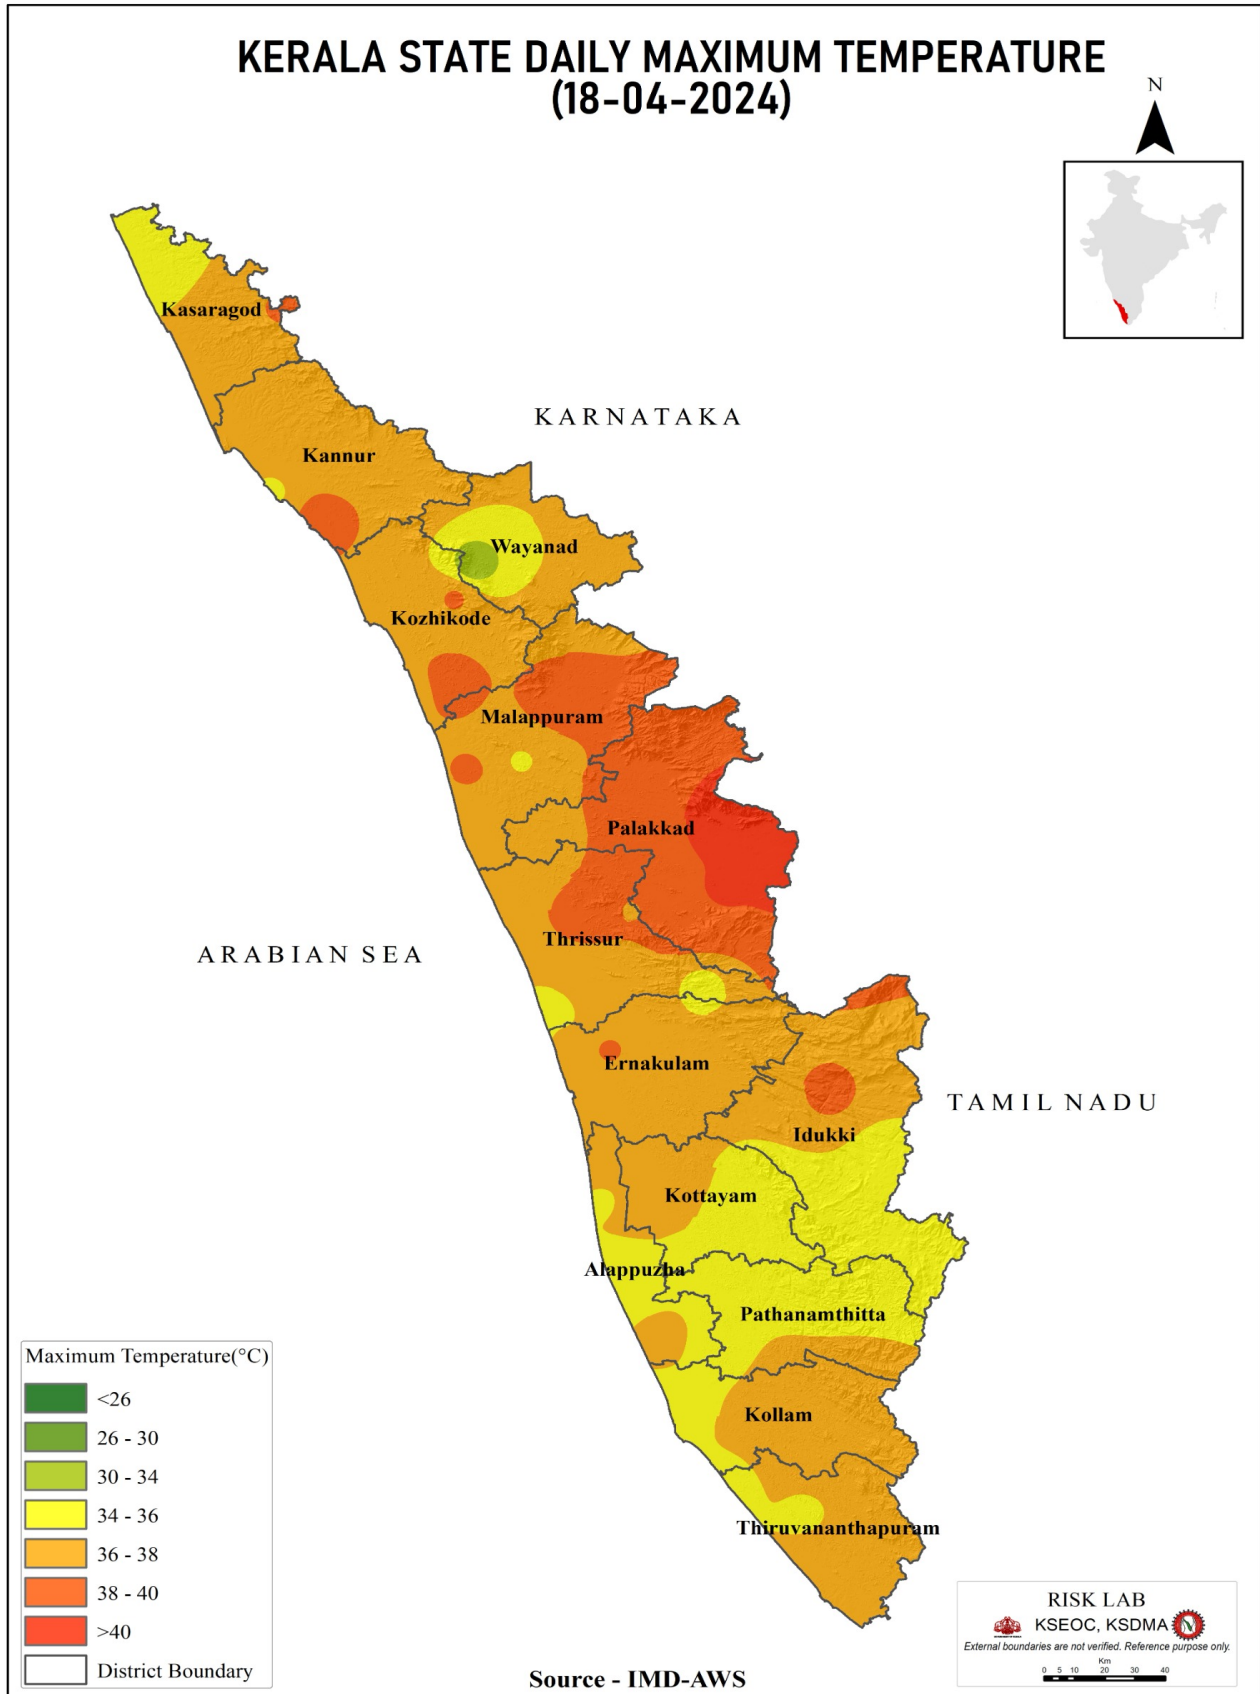 KERALA STATE DAILY MAXIMUM TEMPERATURE
(18-04-2024)
N
Kasaragod
KARNATAKA
Kannur
Wayanad
Kozhikode
Malappuram
Palakkad
Thrissur
ARABIAN SEA
Ernakulam
TAMIL NADU
Idukki
Kottayam
Alappuzha
Pathanamthitta
Kollam
Thiruvananthapuram
Maximum Temperature(°C)
<26
26 - 30
30 - 34
34 - 36
36 - 38
38 - 40
>40
District Boundary
Source - IMD-AWS
RISK LAB
KSEOC, KSDMA
External boundaries are not verified. Reference purpose only.
Km
0 5 10 20 30 40